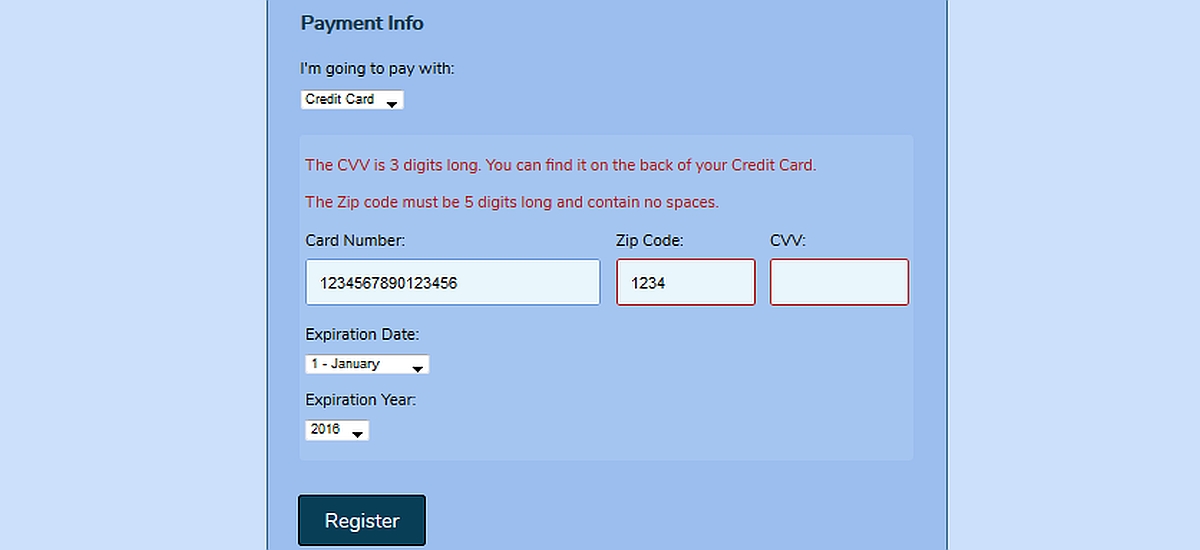 Payment Info
I'm going to pay with:
Credit Card
The CVV is 3 digits long. You can find it on the back of your Credit Card.
The Zip code must be 5 digits long and contain no spaces.
Card Number: Zip Code: CVV:
1234567890123456 1234
Expiration Date:
1 - January
Expiration Year:
2016
Register